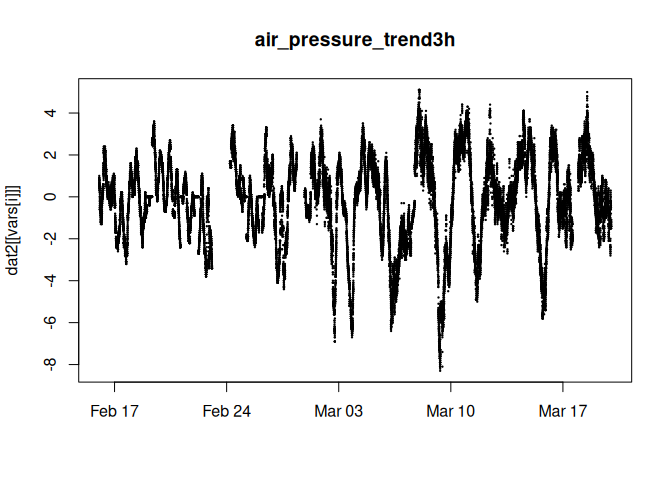 air_pressure_trend3h
dat2[[vars[i]]]
4
2
0
-2
-4
-6
-8
Feb 17
Feb 24
Mar 03
Mar 10
Mar 17